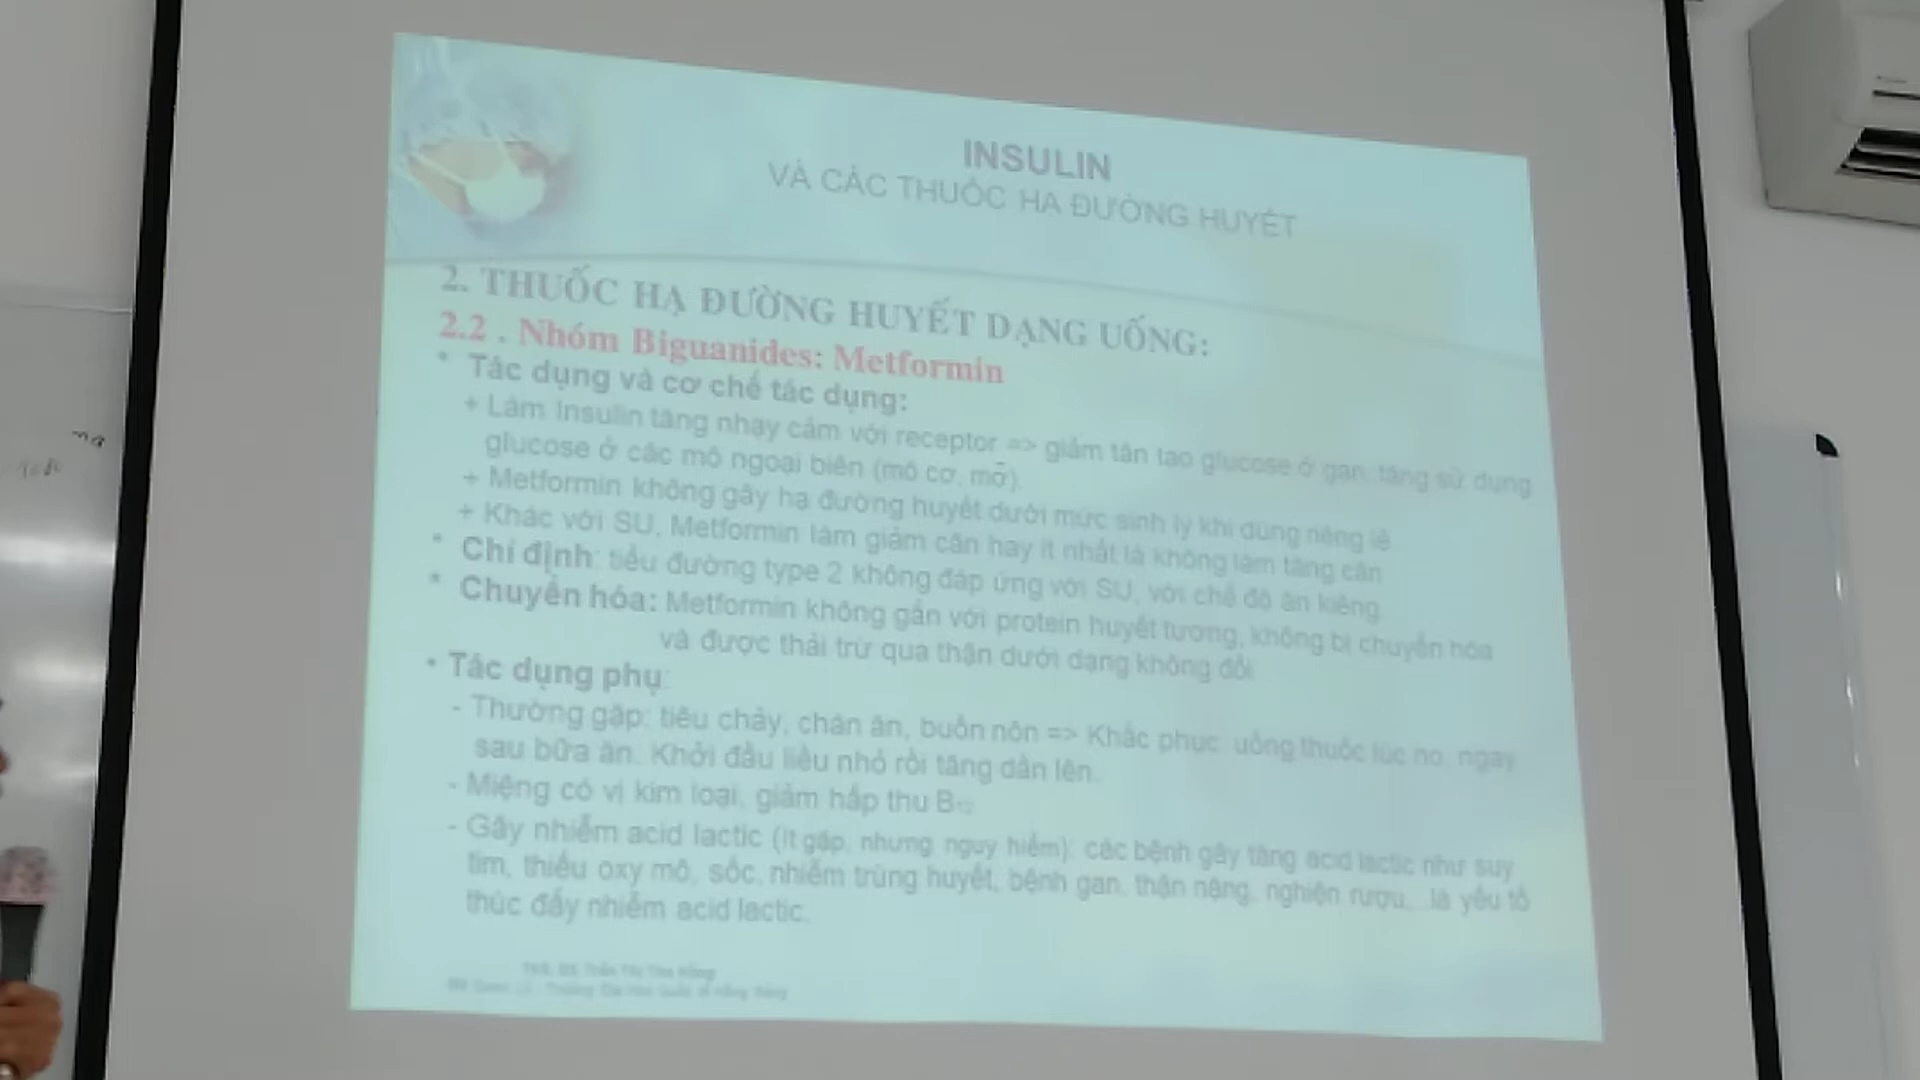 INSULIN
VÀ CÁC THUỐC HẠ ĐƯỜNG HUYẾT
2. THUỐC HẠ ĐƯỜNG HUYẾT DẠNG UỐNG:
2.2 . Nhóm Biguanides: Metformin
* Tác dụng và cơ chế tác dụng:
+ Làm Insulin tăng nhạy cảm với receptor => giảm tân tạo glucose ở gan, tăng sử dụng
glucose ở các mô ngoại biên (mô cơ, mỡ).
+ Metformin không gây hạ đường huyết dưới mức sinh lý khi dùng riêng lẽ
+ Khác với SU, Metformin làm giảm cân hay ít nhất là không làm tăng cân
* Chỉ định: tiểu đường type 2 không đáp ứng với SU, với chế độ ăn kiêng
* Chuyển hóa: Metformin không gắn với protein huyết tương, không bị chuyển hóa
và được thải trừ qua thận dưới dạng không đổi
• Tác dụng phụ:
- Thường gặp: tiêu chảy, chán ăn, buồn nôn => Khắc phục: uống thuốc lúc no, ngay
sau bữa ăn. Khởi đầu liều nhỏ rồi tăng dần lên.
- Miệng có vị kim loại, giảm hấp thu B12
- Gây nhiễm acid lactic (ít gặp, nhưng nguy hiểm): các bệnh gây tăng acid lactic như suy
tim, thiếu oxy mô, sốc, nhiễm trùng huyết, bệnh gan, thận nặng, nghiện rượu,...là yếu tố
thúc đẩy nhiễm acid lactic.